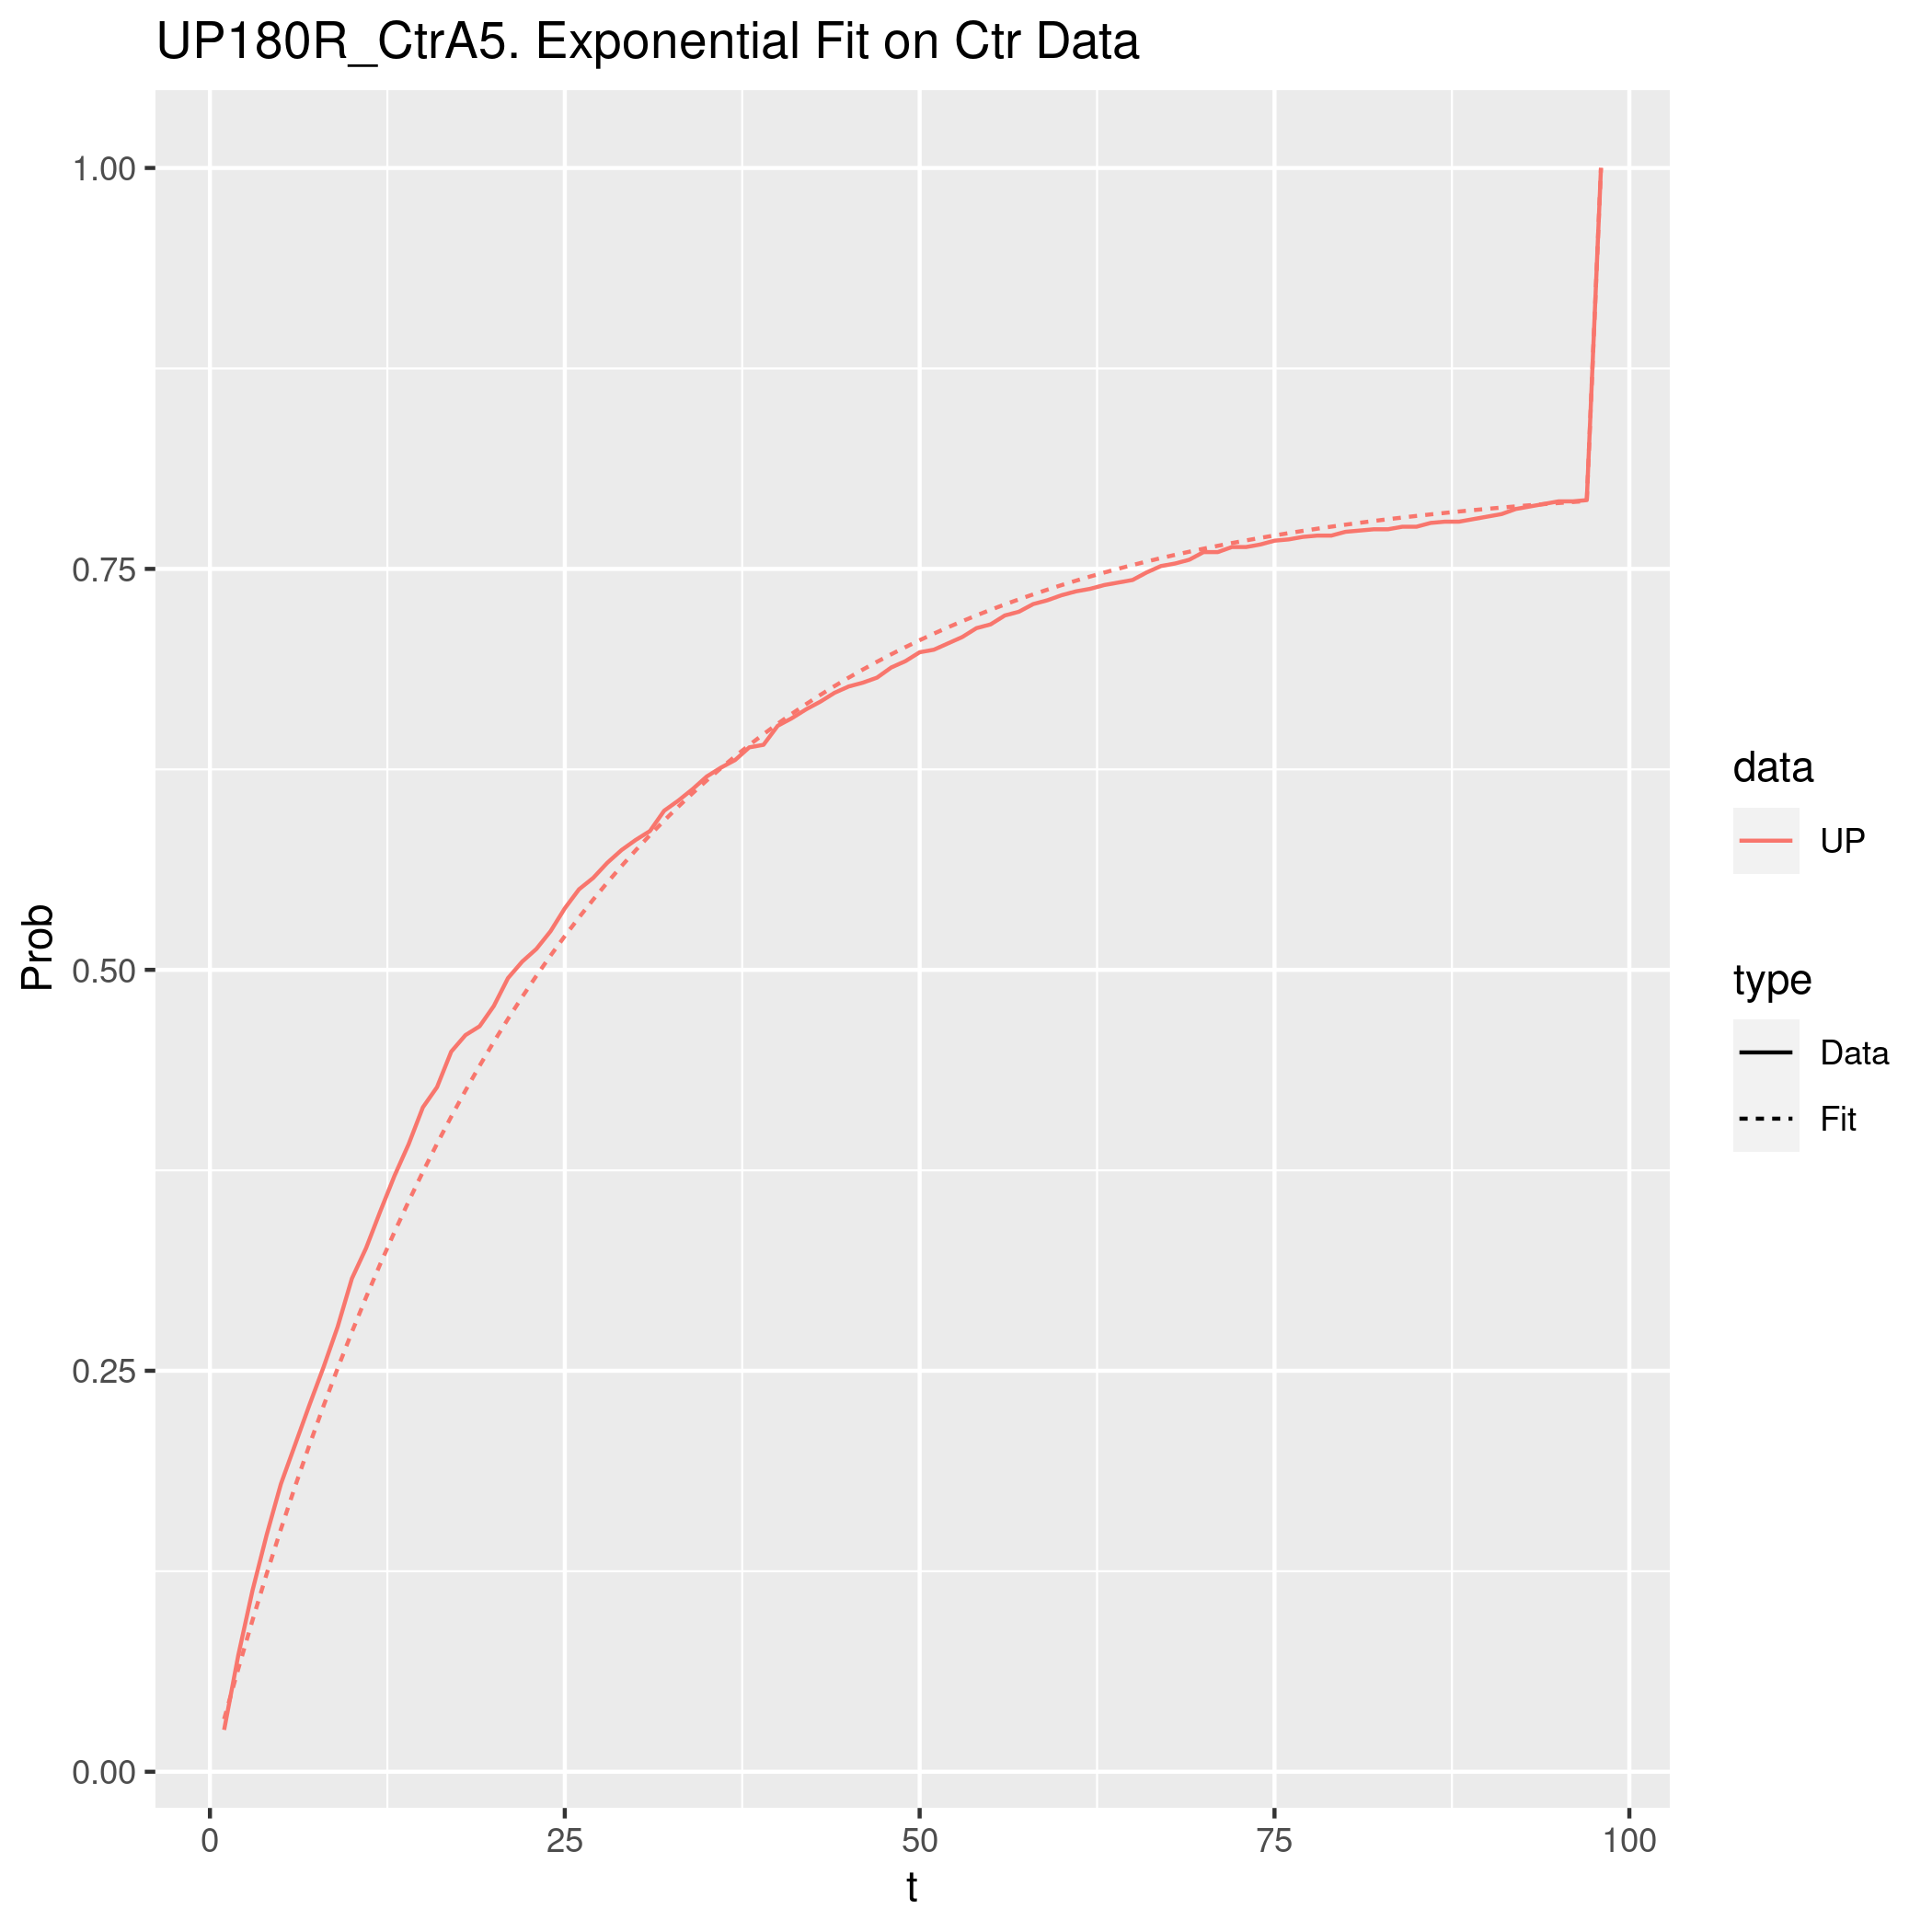 UP180R_CtrA5. Exponential Fit on Ctr Data
1.00
0.75
0.50
0.25
0.00
Prob
0
25
50
75
100
t
data
UP
type
Data
Fit